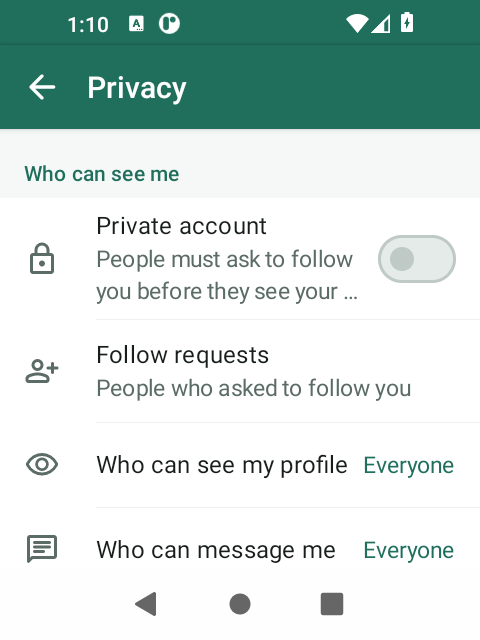 1:10
Privacy
Who can see me
Private account
People must ask to follow
you before they see your ...
Follow requests
People who asked to follow you
Who can see my profile Everyone
Who can message me Everyone